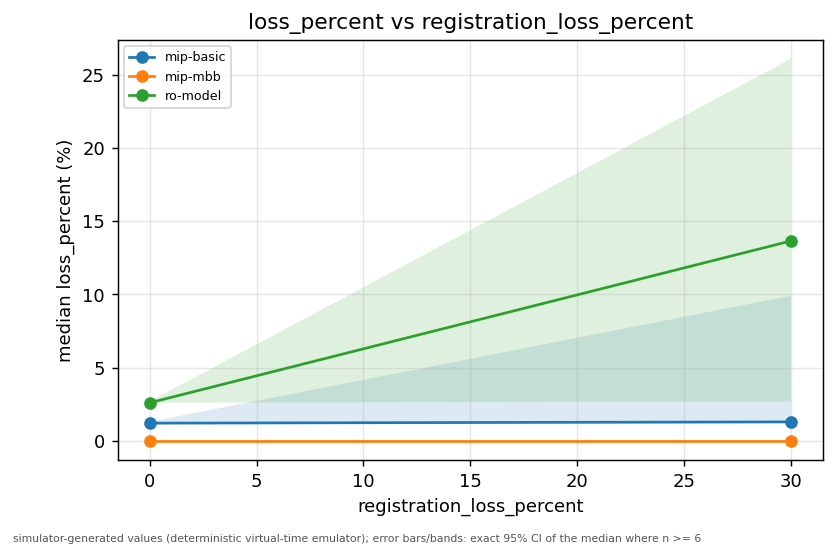 loss_percent vs registration_loss_percent
mip-basic
mip-mbb
ro-model
median loss_percent (%)
25
20
15
10
5
0
0 5 10 15 20 25 30
registration_loss_percent
simulator-generated values (deterministic virtual-time emulator); error bars/bands: exact 95% CI of the median where n >= 6